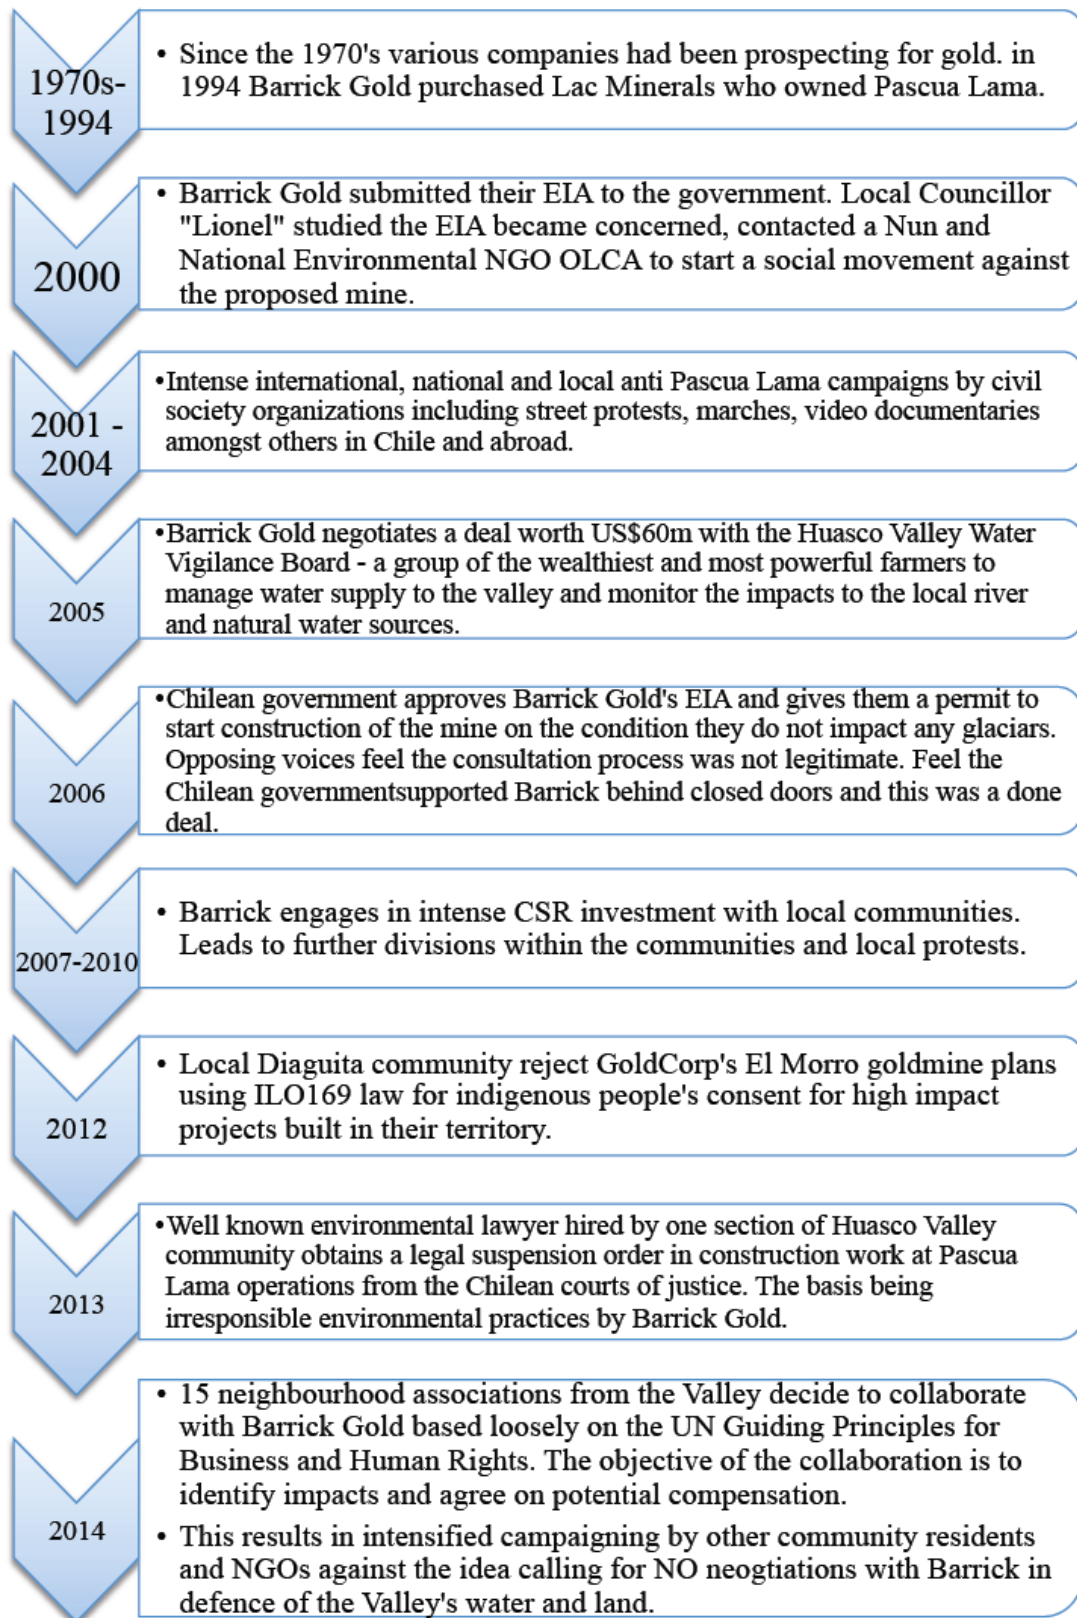 1970s-
1994
• Since the 1970's various companies had been prospecting for gold. in
1994 Barrick Gold purchased Lac Minerals who owned Pascua Lama.
2000
• Barrick Gold submitted their EIA to the government. Local Councillor
"Lionel" studied the EIA became concerned, contacted a Nun and
National Environmental NGO OLCA to start a social movement against
the proposed mine.
2001 -
2004
•Intense international, national and local anti Pascua Lama campaigns by civil
society organizations including street protests, marches, video documentaries
amongst others in Chile and abroad.
2005
•Barrick Gold negotiates a deal worth US$60m with the Huasco Valley Water
Vigilance Board - a group of the wealthiest and most powerful farmers to
manage water supply to the valley and monitor the impacts to the local river
and natural water sources.
2006
•Chilean government approves Barrick Gold's EIA and gives them a permit to
start construction of the mine on the condition they do not impact any glaciars.
Opposing voices feel the consultation process was not legitimate. Feel the
Chilean governmentsupported Barrick behind closed doors and this was a done
deal.
2007-2010
• Barrick engages in intense CSR investment with local communities.
Leads to further divisions within the communities and local protests.
2012
• Local Diaguita community reject GoldCorp's El Morro goldmine plans
using ILO169 law for indigenous people's consent for high impact
projects built in their territory.
2013
•Well known environmental lawyer hired by one section of Huasco Valley
community obtains a legal suspension order in construction work at Pascua
Lama operations from the Chilean courts of justice. The basis being
irresponsible environmental practices by Barrick Gold.
2014
• 15 neighbourhood associations from the Valley decide to collaborate
with Barrick Gold based loosely on the UN Guiding Principles for
Business and Human Rights. The objective of the collaboration is to
identify impacts and agree on potential compensation.
• This results in intensified campaigning by other community residents
and NGOs against the idea calling for NO neogtiations with Barrick in
defence of the Valley's water and land.